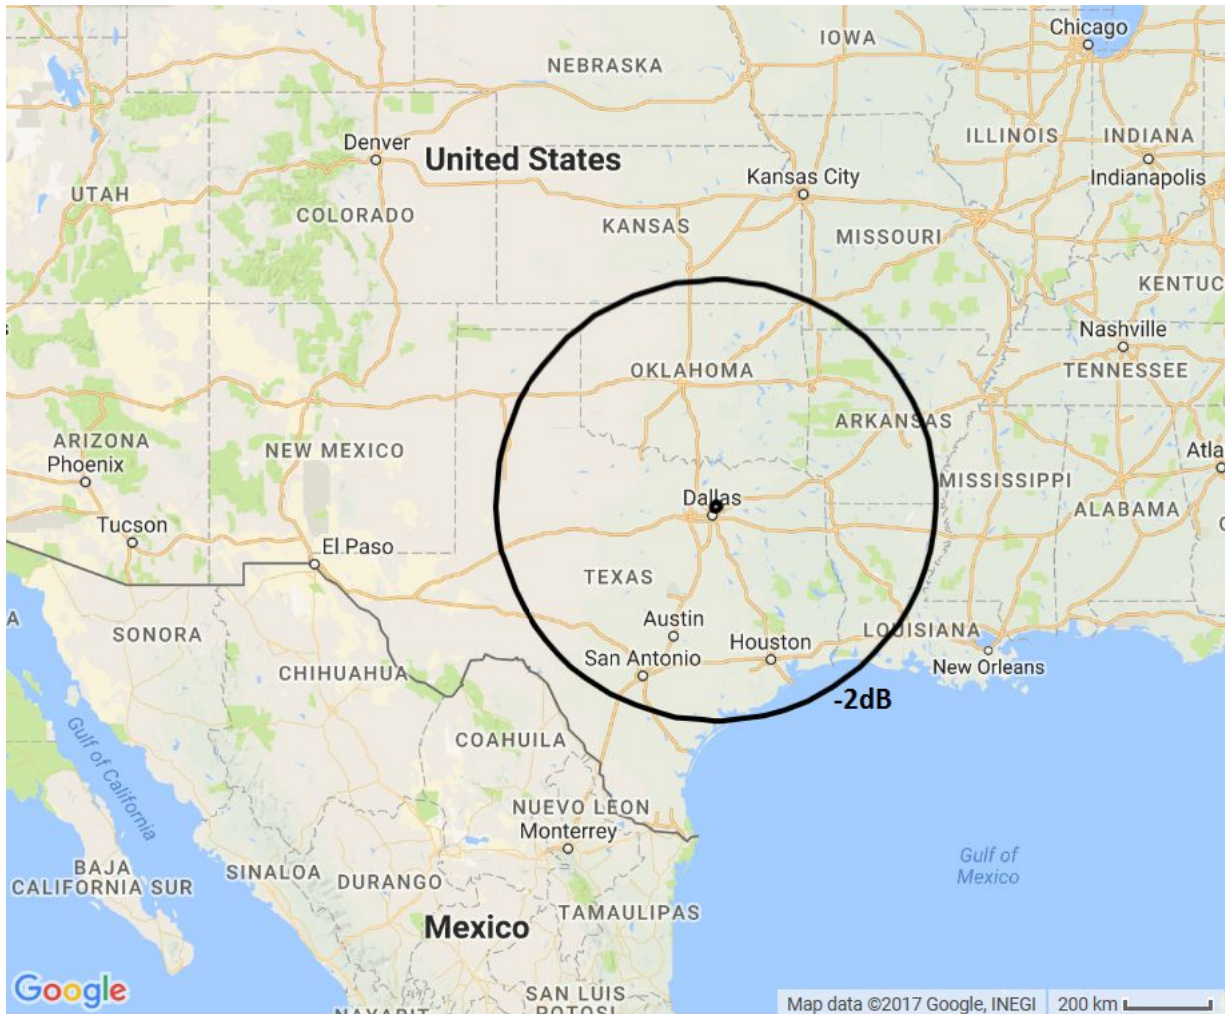 Chicago
IOWA
NEBRASKA
ILLINOIS
INDIANA
Denver
United States
Indianapolis
Kansas City
UTAH
COLORADO
KANSAS
MISSOURI
KENTUC
Nashville
OKLAHOMA
TENNESSEE
ARKANSAS
ARIZONA
Phoenix
NEW MEXICO
Atla
MISSISSIPPI
Dallas
ALABAMA
Tucson
El Paso
TEXAS
Austin
SONORA
Houston
LOUISIANA
San Antonio
New Orleans
CHIHUAHUA
-2dB
COAHUILA
Gulf of California
NUEVO LEON
Monterrey
BAJA
CALIFORNIA SUR
SINALOA
DURANGO
Gulf of
Mexico
TAMAULIPAS
Mexico
Google
SAN LUIS
POTOSI
NAYARIT
Map data ©2017 Google, INEGI
200 km